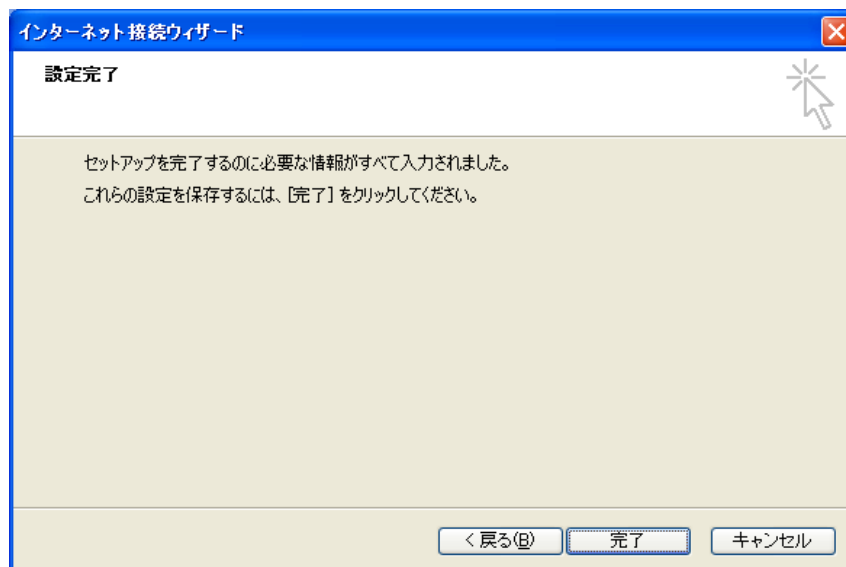 インターネット接続ウィザード
設定完了
セットアップを完了するのに必要な情報がすべて入力されました。
これらの設定を保存するには、[完了] をクリックしてください。
< 戻る(B)
完了
キャンセル